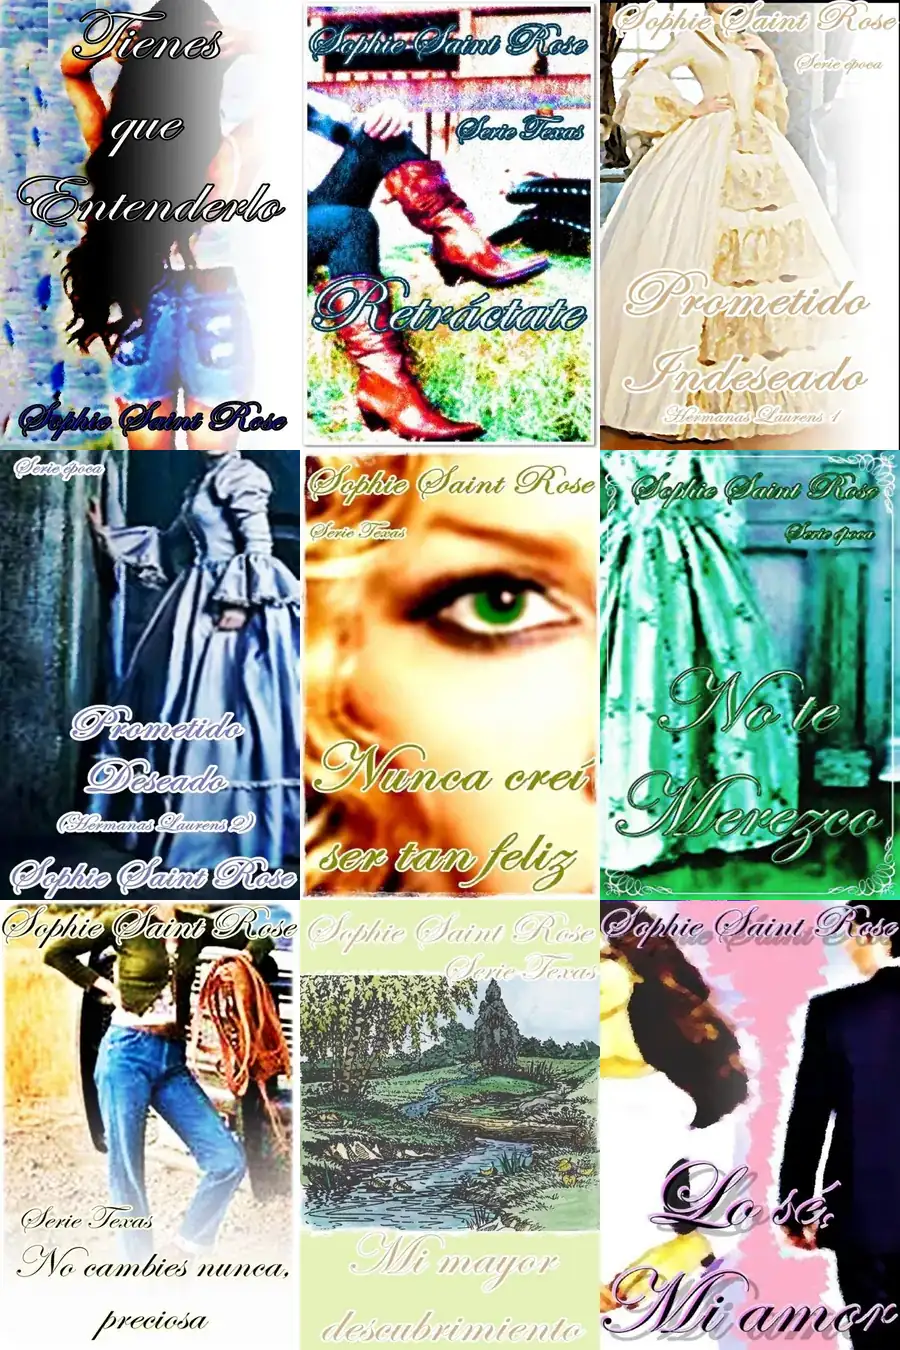 Tienes
que
Entenderlo
Sophie Saint Rose
Sophie Saint Rose
Serie Texas
Retráctate
Sophie Saint Rose
Serie época
Prometido
Indeseado
Hermanas Laurens 1
Serie época
Prometido
Deseado
(Hermanas Laurens 2)
Sophie Saint Rose
Sophie Saint Rose
Serie Texas
Nunca creí
ser tan feliz
Sophie Saint Rose
Serie época
No te
Merezco
Sophie Saint Rose
Serie Texas
No cambies nunca,
preciosa
Sophie Saint Rose
Serie Texas
Mi mayor
descubrimiento
Sophie Saint Rose
Lo sé,
Mi amor